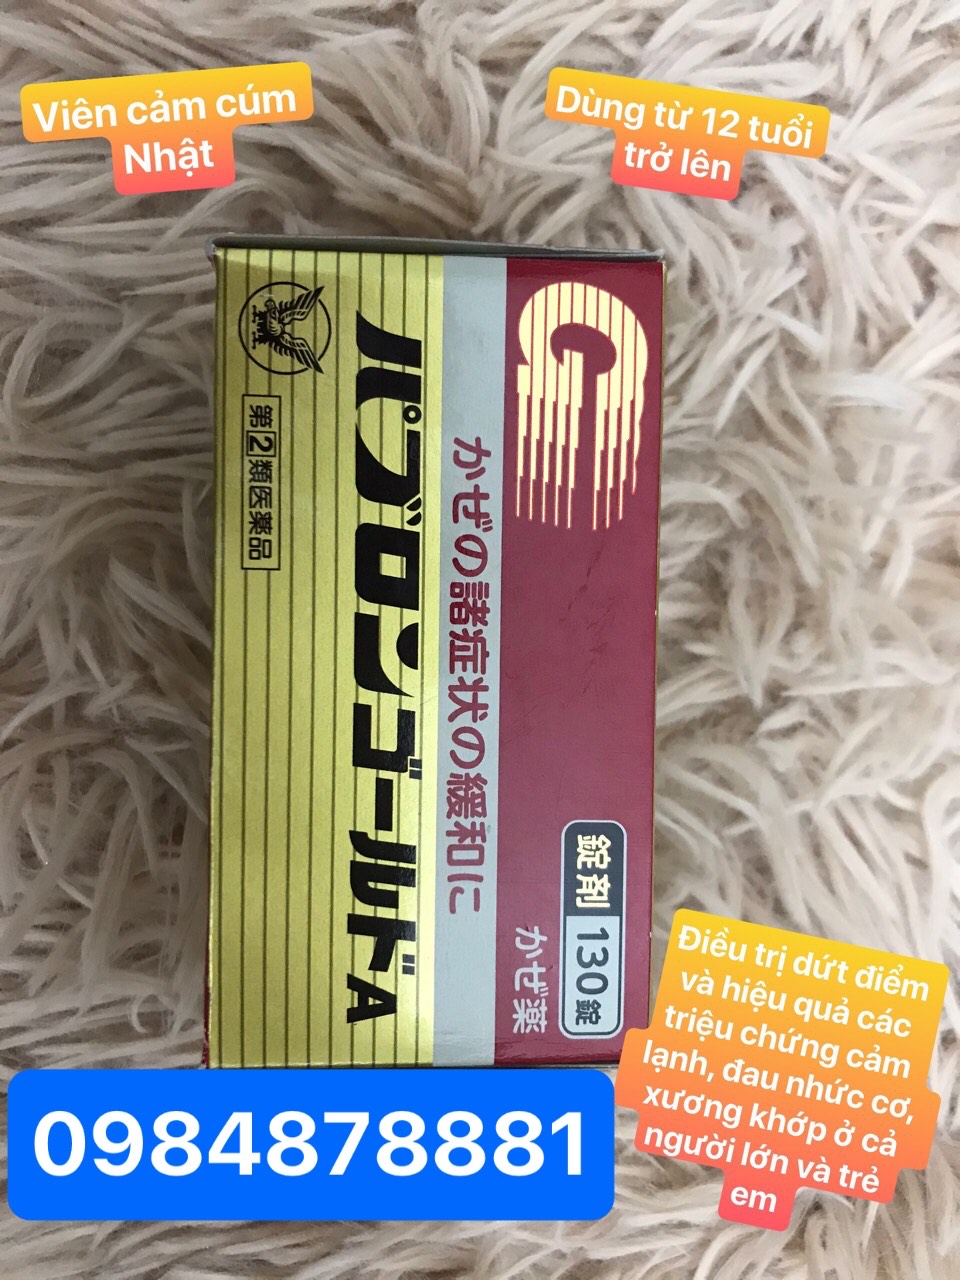 Viên cảm cúm
Nhật
Dùng từ 12 tuổi
trở lên
G
かぜの諸症状の緩和に
パブロンゴールドA
第2類医薬品
錠剤 130錠
かぜ薬
Điều trị dứt điểm
và hiệu quả các
triệu chứng cảm
lạnh, đau nhức cơ,
xương khớp ở cả
người lớn và trẻ
em
0984878881